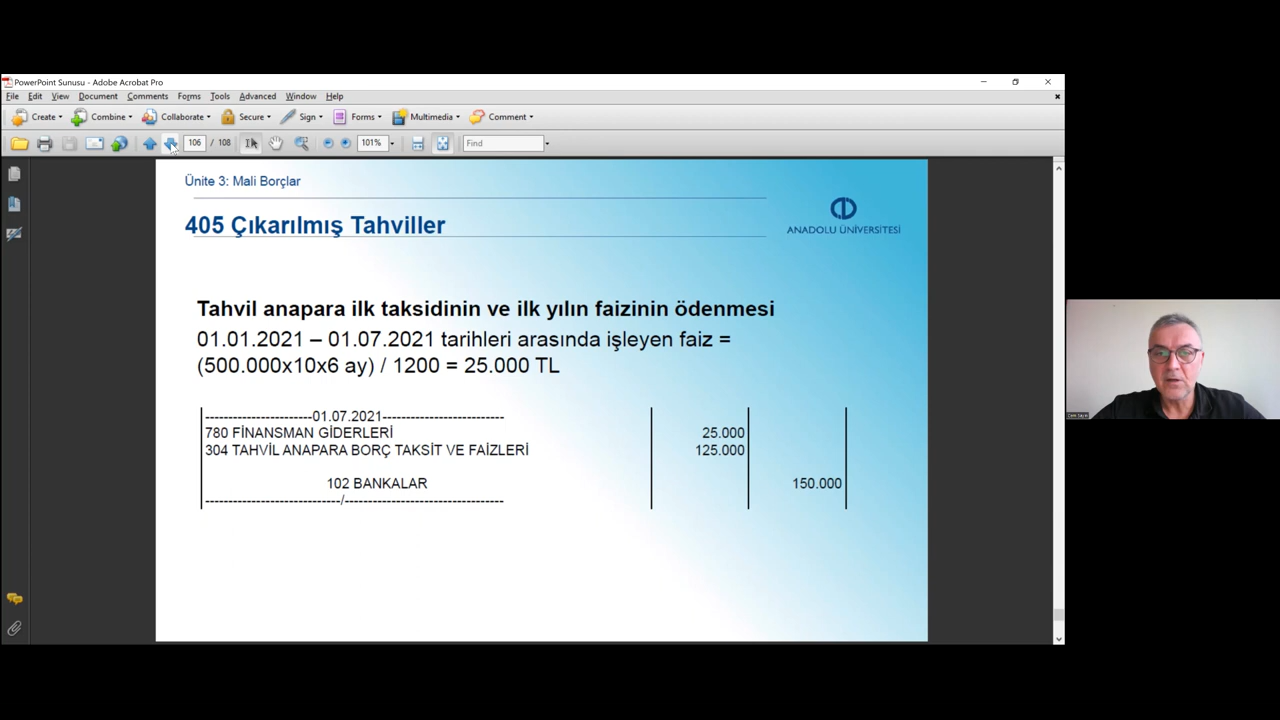 PowerPoint Sunusu - Adobe Acrobat Pro
File Edit View Document Comments Forms Tools Advanced Window Help
Create Combine Collaborate Secure Sign Forms Multimedia Comment
106 / 108 101% Find
Ünite 3: Mali Borçlar
405 Çıkarılmış Tahviller
ANADOLU ÜNİVERSİTESİ
Tahvil anapara ilk taksidinin ve ilk yılın faizinin ödenmesi
01.01.2021 – 01.07.2021 tarihleri arasında işleyen faiz =
(500.000x10x6 ay) / 1200 = 25.000 TL
-----------------------01.07.2021--------------------------
780 FİNANSMAN GİDERLERİ 25.000
304 TAHVİL ANAPARA BORÇ TAKSİT VE FAİZLERİ 125.000
102 BANKALAR 150.000
-----------------------------/----------------------------------